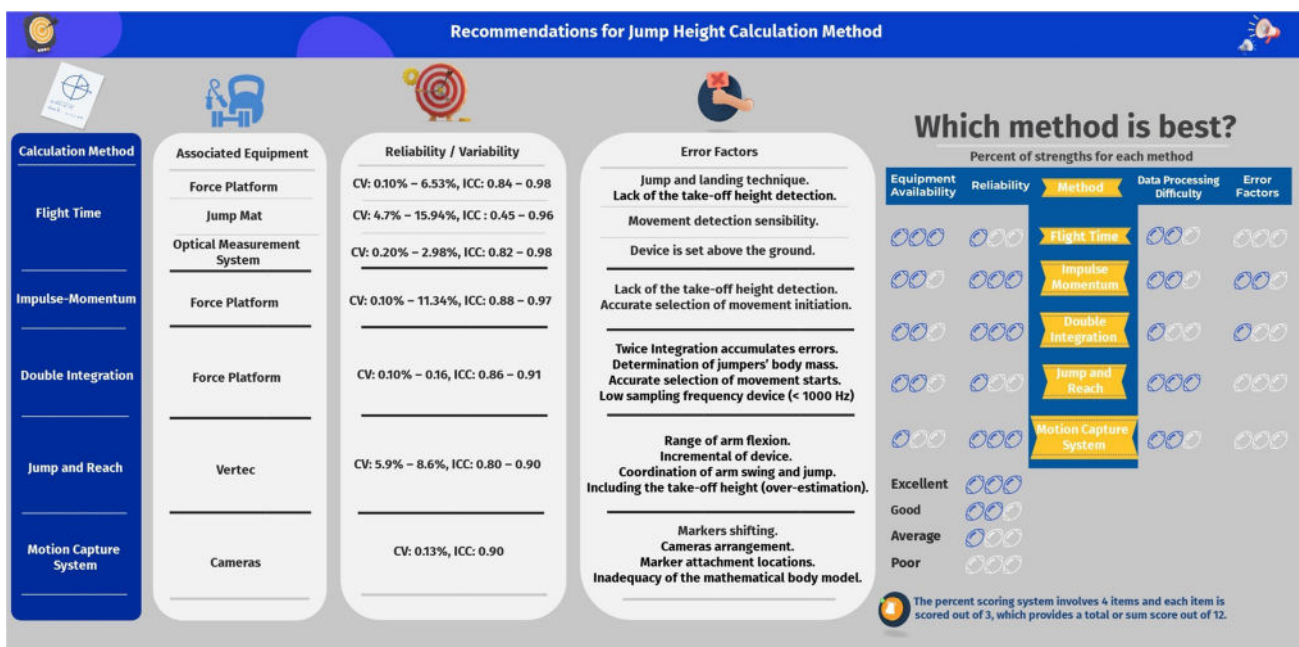 Recommendations for Jump Height Calculation Method
Calculation Method
Flight Time
Impulse-Momentum
Double Integration
Jump and Reach
Motion Capture
System
Associated Equipment
Force Platform
Jump Mat
Optical Measurement
System
Force Platform
Force Platform
Vertec
Cameras
Reliability / Variability
CV: 0.10% – 6.53%, ICC: 0.84 – 0.98
CV: 4.7% – 15.94%, ICC : 0.45 – 0.96
CV: 0.20% – 2.98%, ICC: 0.82 – 0.98
CV: 0.10% – 11.34%, ICC: 0.88 – 0.97
CV: 0.10% – 0.16, ICC: 0.86 – 0.91
CV: 5.9% – 8.6%, ICC: 0.80 – 0.90
CV: 0.13%, ICC: 0.90
Error Factors
Jump and landing technique.
Lack of the take-off height detection.
Movement detection sensibility.
Device is set above the ground.
Lack of the take-off height detection.
Accurate selection of movement initiation.
Twice Integration accumulates errors.
Determination of jumpers' body mass.
Accurate selection of movement starts.
Low sampling frequency device (< 1000 Hz)
Range of arm flexion.
Incremental of device.
Coordination of arm swing and jump.
Including the take-off height (over-estimation).
Markers shifting.
Cameras arrangement.
Marker attachment locations.
Inadequacy of the mathematical body model.
Which method is best?
Percent of strengths for each method
Equipment
Availability
Reliability
Method
Data Processing
Difficulty
Error
Factors
Flight Time
Impulse
Momentum
Double
Integration
Jump and
Reach
Motion Capture
System
Excellent
Good
Average
Poor
The percent scoring system involves 4 items and each item is
scored out of 3, which provides a total or sum score out of 12.